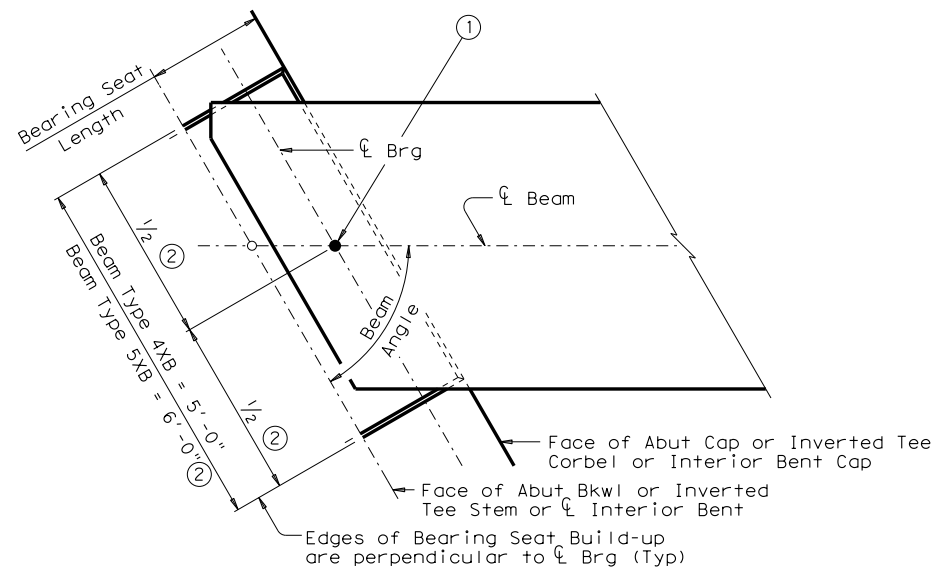 ①
Bearing Seat
Length
℄ Brg
℄ Beam
1/2 ②
Beam
Angle
Beam Type 4XB = 5'-0"
Beam Type 5XB = 6'-0" ②
1/2 ②
Face of Abut Cap or Inverted Tee
Corbel or Interior Bent Cap
Face of Abut Bkwl or Inverted
Tee Stem or ℄ Interior Bent
Edges of Bearing Seat Build-up
are perpendicular to ℄ Brg (Typ)